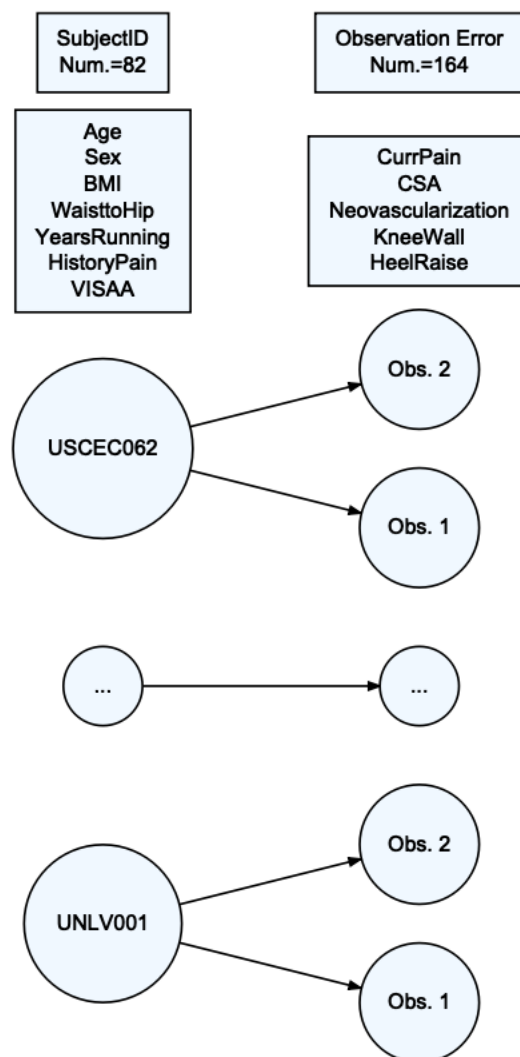 SubjectID
Num.=82
Observation Error
Num.=164
Age
Sex
BMI
WaisttoHip
YearsRunning
HistoryPain
VISAA
CurrPain
CSA
Neovascularization
KneeWall
HeelRaise
Obs. 2
USCEC062
Obs. 1
...
...
Obs. 2
UNLV001
Obs. 1